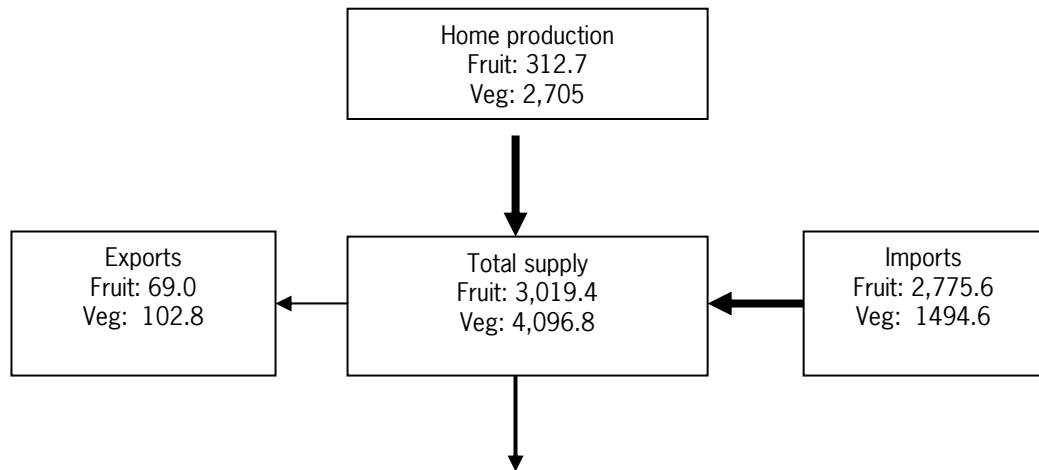 Home production
Fruit: 312.7
Veg: 2,705
Exports
Fruit: 69.0
Veg:  102.8
Total supply
Fruit: 3,019.4
Veg: 4,096.8
Imports
Fruit: 2,775.6
Veg:  1494.6